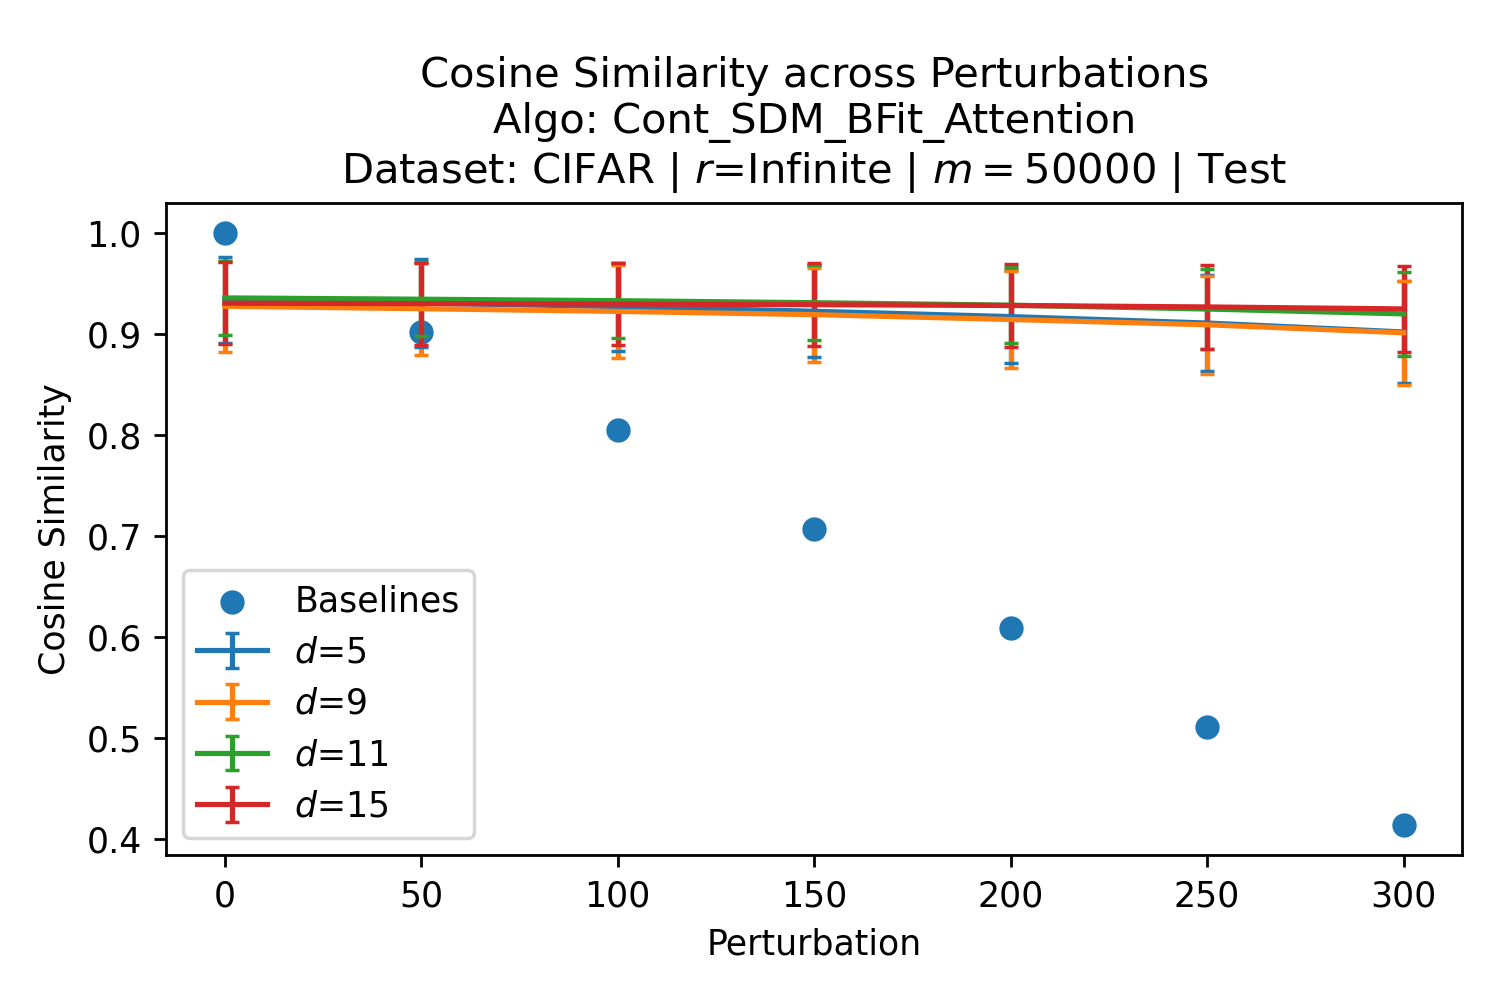 Cosine Similarity across Perturbations
Algo: Cont_SDM_BFit_Attention
Dataset: CIFAR | r=Infinite | m = 50000 | Test
1.0
0.9
0.8
0.7
0.6
0.5
0.4
Cosine Similarity
Baselines
d=5
d=9
d=11
d=15
0 50 100 150 200 250 300
Perturbation